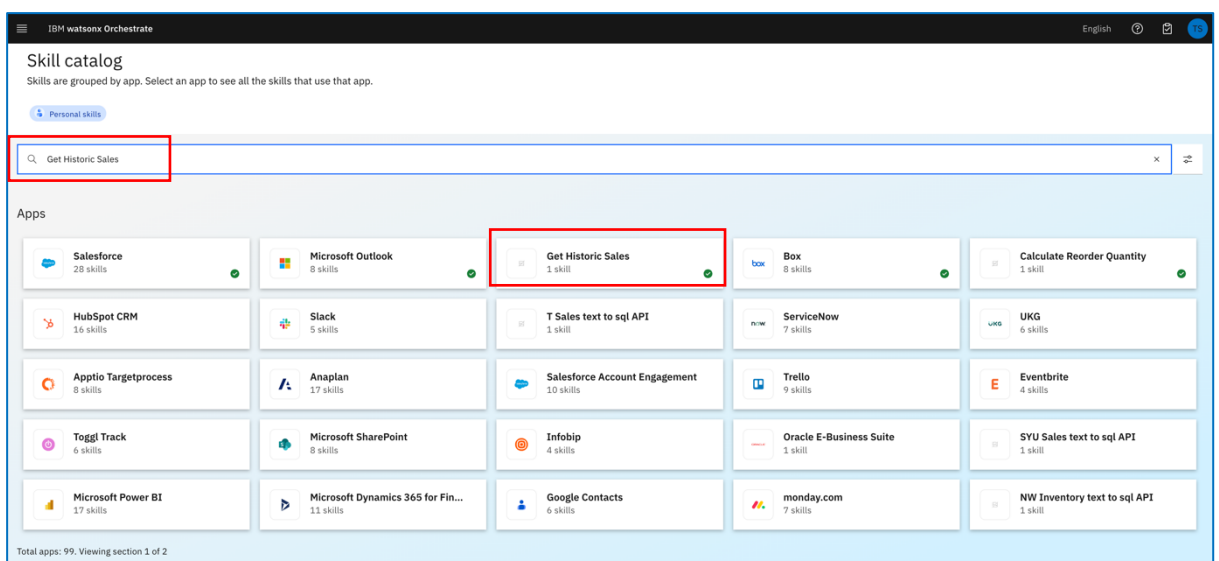 IBM watsonx Orchestrate
English
TS
Skill catalog
Skills are grouped by app. Select an app to see all the skills that use that app.
Personal skills
Get Historic Sales
Apps
Salesforce
28 skills
Microsoft Outlook
8 skills
Get Historic Sales
1 skill
box
Box
8 skills
Calculate Reorder Quantity
1 skill
HubSpot CRM
16 skills
Slack
5 skills
T Sales text to sql API
1 skill
now
ServiceNow
7 skills
UKG
UKG
6 skills
Apptio Targetprocess
8 skills
Anaplan
17 skills
Salesforce Account Engagement
10 skills
Trello
9 skills
E
Eventbrite
4 skills
Toggl Track
6 skills
Microsoft SharePoint
8 skills
Infobip
4 skills
Oracle E-Business Suite
1 skill
SYU Sales text to sql API
1 skill
Microsoft Power BI
17 skills
Microsoft Dynamics 365 for Fin...
11 skills
Google Contacts
6 skills
monday.com
7 skills
NW Inventory text to sql API
1 skill
Total apps: 99. Viewing section 1 of 2